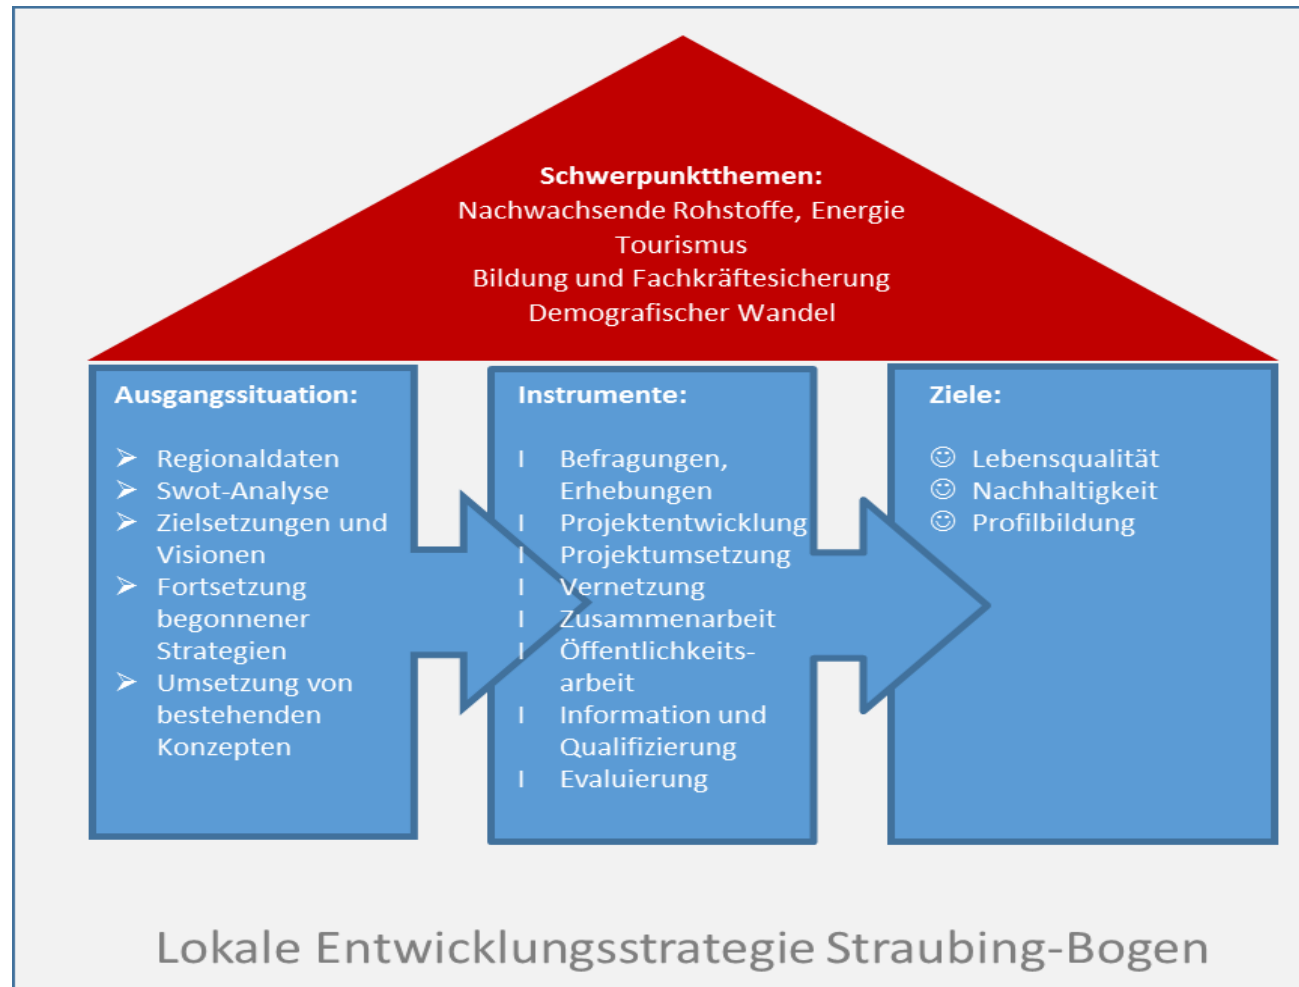 Schwerpunktthemen:
Nachwachsende Rohstoffe, Energie
Tourismus
Bildung und Fachkräftesicherung
Demografischer Wandel
Ausgangssituation:
➢ Regionaldaten
➢ Swot-Analyse
➢ Zielsetzungen und
Visionen
➢ Fortsetzung
begonnener
Strategien
➢ Umsetzung von
bestehenden
Konzepten
Instrumente:
l Befragungen,
Erhebungen
l Projektentwicklung
l Projektumsetzung
l Vernetzung
l Zusammenarbeit
l Öffentlichkeits-
arbeit
l Information und
Qualifizierung
l Evaluierung
Ziele:
☺ Lebensqualität
☺ Nachhaltigkeit
☺ Profilbildung
Lokale Entwicklungsstrategie Straubing-Bogen